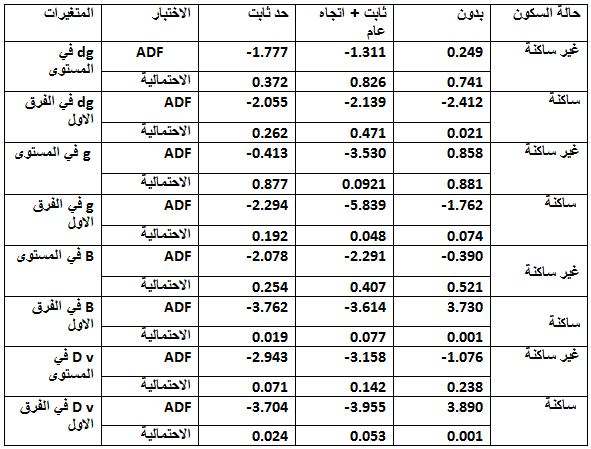 المتغيرات الاختبار حد ثابت ثابت + اتجاه عام بدون حالة السكون
dg في المستوى ADF -1.777 -1.311 0.249 غير ساكنة
الاحتمالية 0.372 0.826 0.741
dg في الفرق الاول ADF -2.055 -2.139 -2.412 ساكنة
الاحتمالية 0.262 0.471 0.021
g في المستوى ADF -0.413 -3.530 0.858 غير ساكنة
الاحتمالية 0.877 0.0921 0.881
g في الفرق الاول ADF -2.294 -5.839 -1.762 ساكنة
الاحتمالية 0.192 0.048 0.074
B في المستوى ADF -2.078 -2.291 -0.390 غير ساكنة
الاحتمالية 0.254 0.407 0.521
B في الفرق الاول ADF -3.762 -3.614 3.730 ساكنة
الاحتمالية 0.019 0.077 0.001
D v في المستوى ADF -2.943 -3.158 -1.076 غير ساكنة
الاحتمالية 0.071 0.142 0.238
D v في الفرق الاول ADF -3.704 -3.955 3.890 ساكنة
الاحتمالية 0.024 0.053 0.001